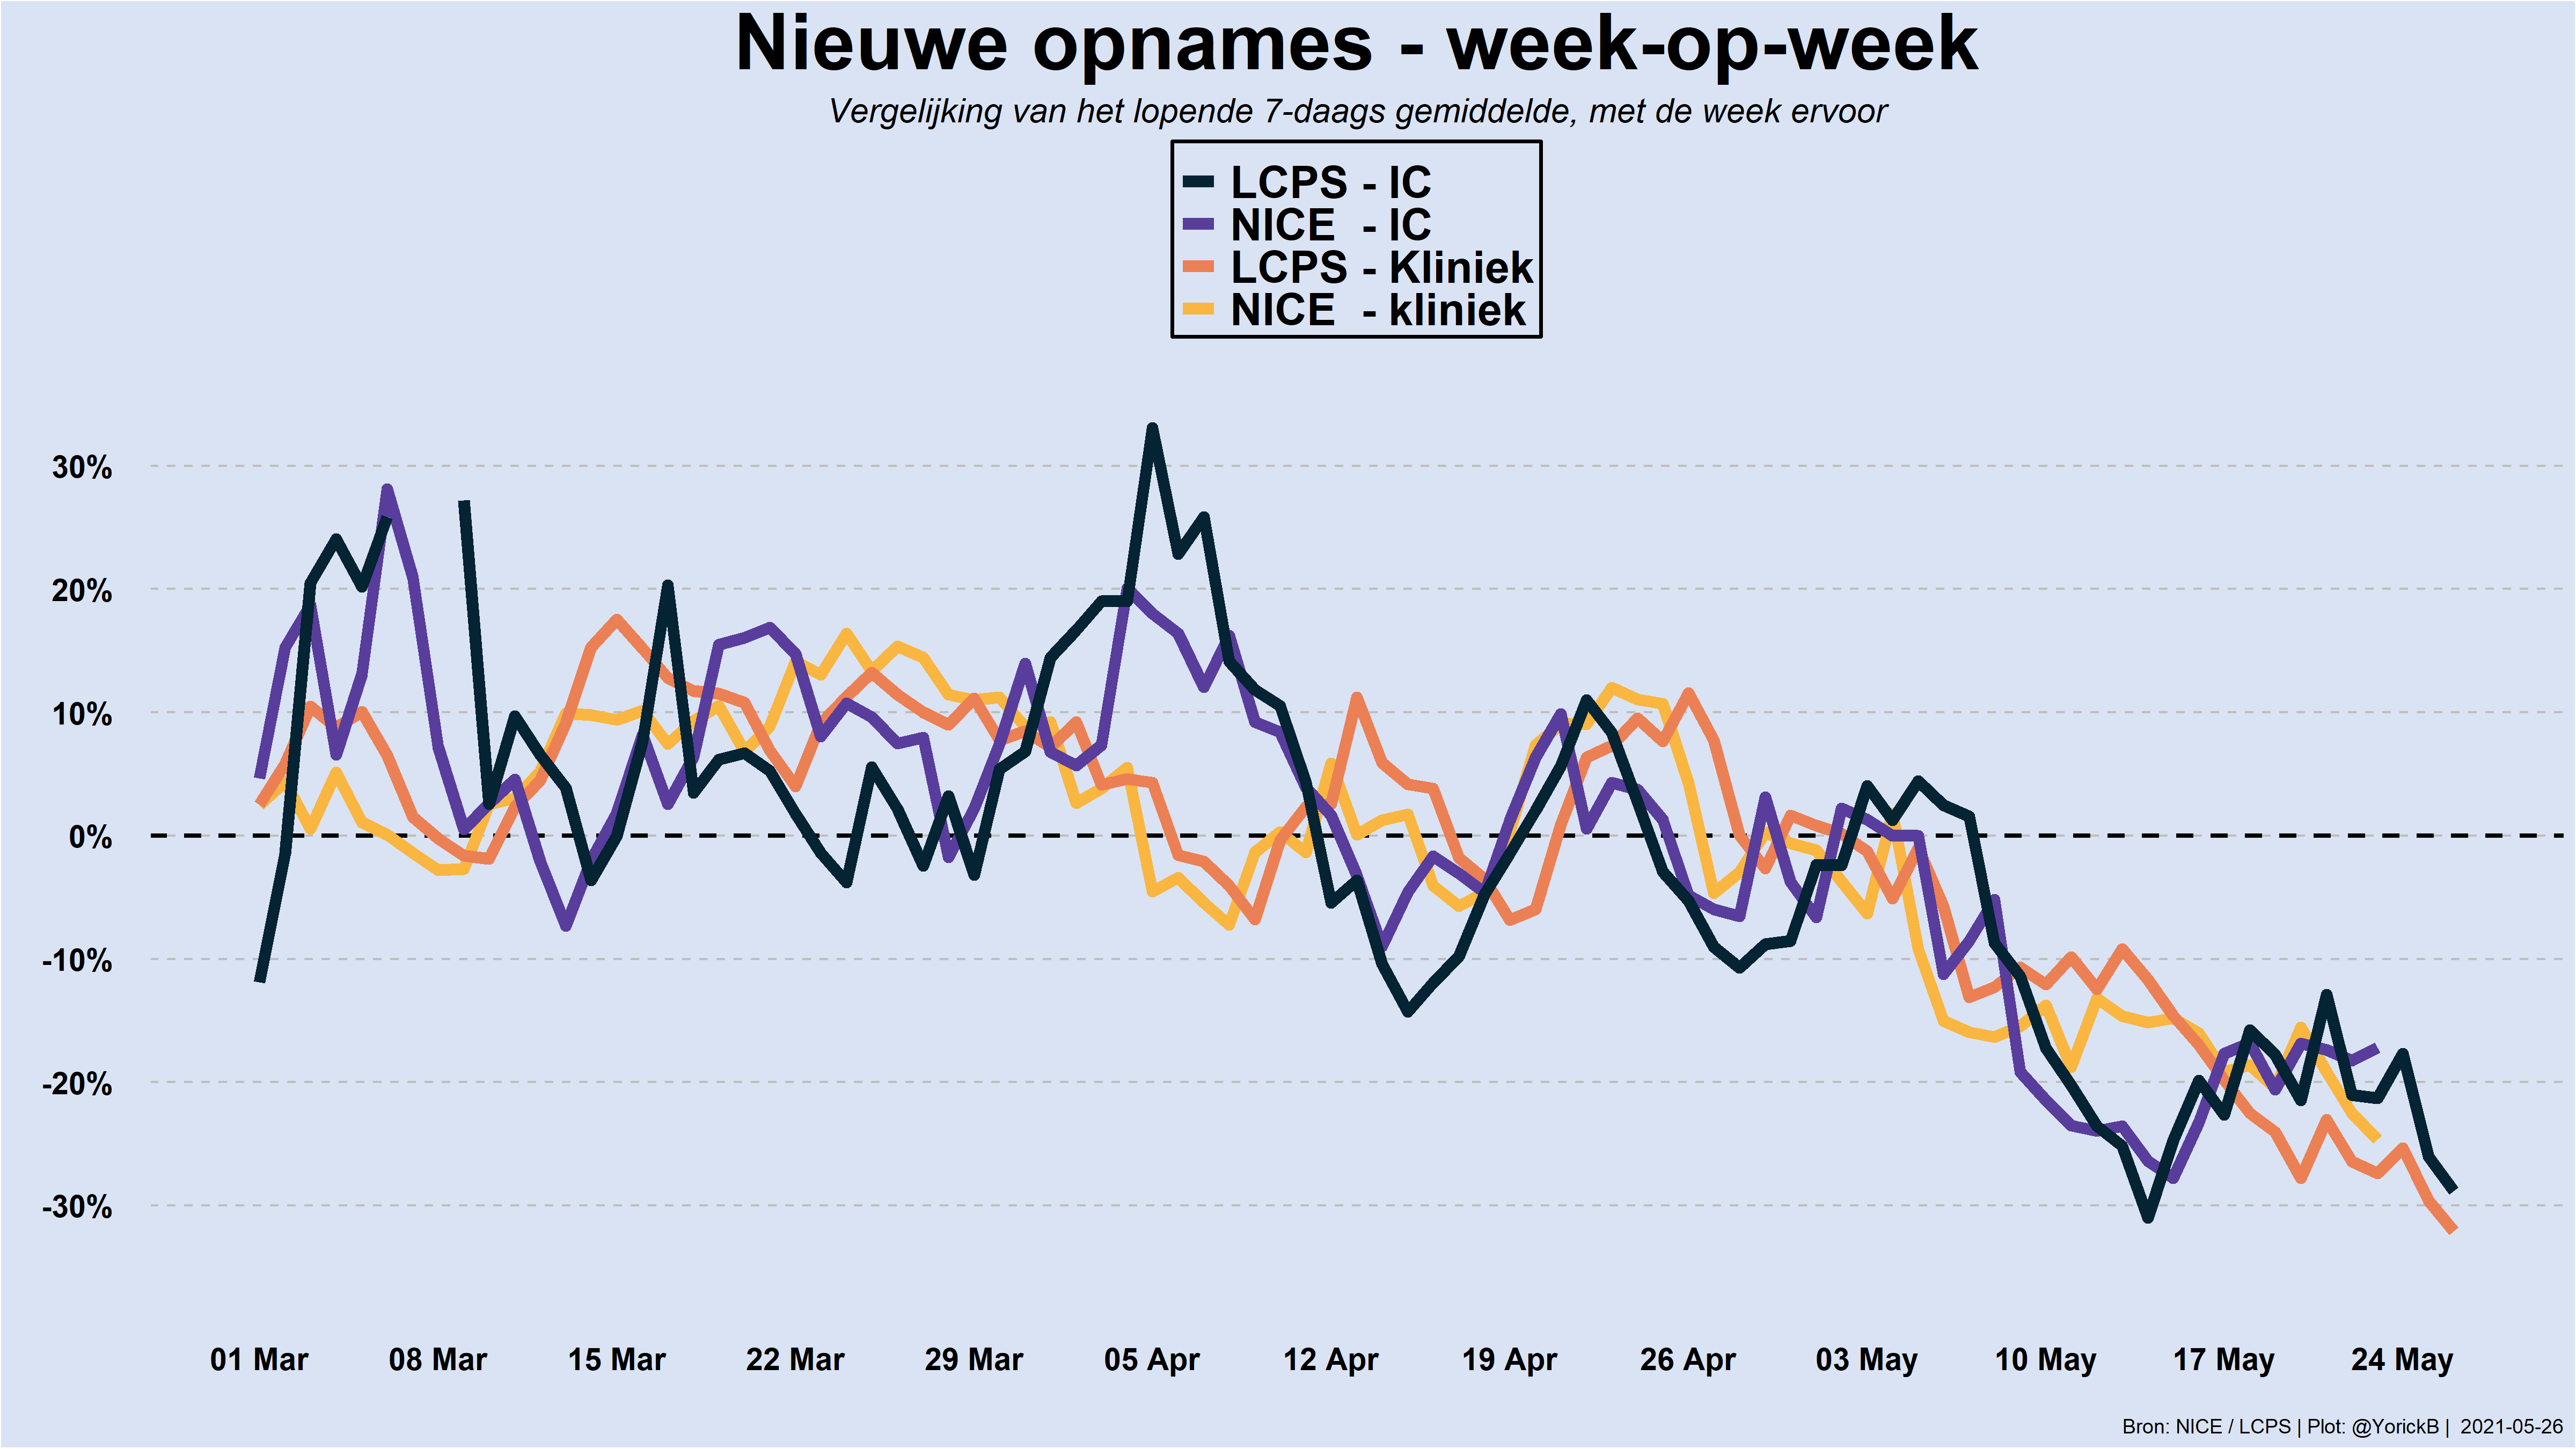 Nieuwe opnames - week-op-week
Vergelijking van het lopende 7-daags gemiddelde, met de week ervoor
LCPS - IC
NICE - IC
LCPS - Kliniek
NICE - kliniek
30%
20%
10%
0%
-10%
-20%
-30%
01 Mar 08 Mar 15 Mar 22 Mar 29 Mar 05 Apr 12 Apr 19 Apr 26 Apr 03 May 10 May 17 May 24 May
Bron: NICE / LCPS | Plot: @YorickB | 2021-05-26